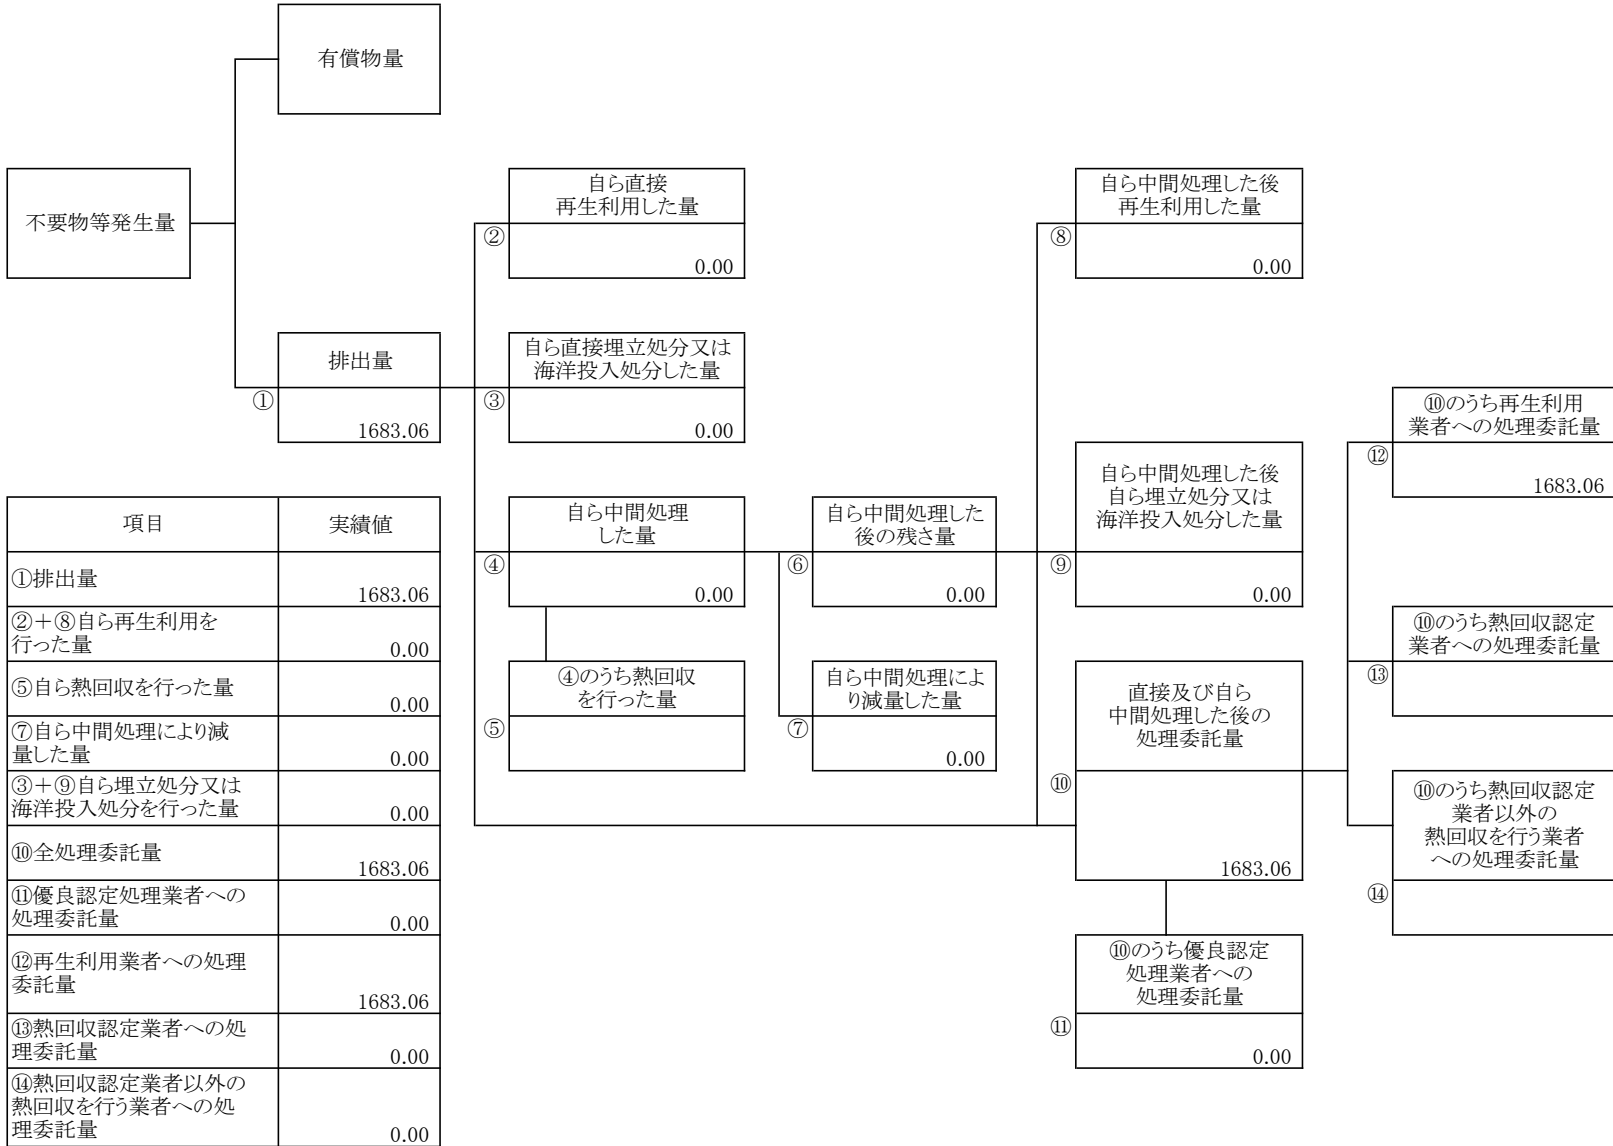 有償物量
不要物等発生量
自ら直接
再生利用した量
②
0.00
自ら中間処理した後
再生利用した量
⑧
0.00
排出量
①
1683.06
自ら直接埋立処分又は
海洋投入処分した量
③
0.00
⑩のうち再生利用
業者への処理委託量
⑫
1683.06
自ら中間処理
した量
④
0.00
自ら中間処理した
後の残さ量
⑥
0.00
自ら中間処理した後
自ら埋立処分又は
海洋投入処分した量
⑨
0.00
⑩のうち熱回収認定
業者への処理委託量
⑬
④のうち熱回収
を行った量
⑤
自ら中間処理によ
り減量した量
⑦
0.00
直接及び自ら
中間処理した後の
処理委託量
⑩
1683.06
⑩のうち熱回収認定
業者以外の
熱回収を行う業者
への処理委託量
⑭
⑩のうち優良認定
処理業者への
処理委託量
⑪
0.00
項目 実績値
①排出量
1683.06
②＋⑧自ら再生利用を
行った量
0.00
⑤自ら熱回収を行った量
0.00
⑦自ら中間処理により減
量した量
0.00
③＋⑨自ら埋立処分又は
海洋投入処分を行った量
0.00
⑩全処理委託量
1683.06
⑪優良認定処理業者への
処理委託量
0.00
⑫再生利用業者への処理
委託量
1683.06
⑬熱回収認定業者への処
理委託量
0.00
⑭熱回収認定業者以外の
熱回収を行う業者への処
理委託量
0.00